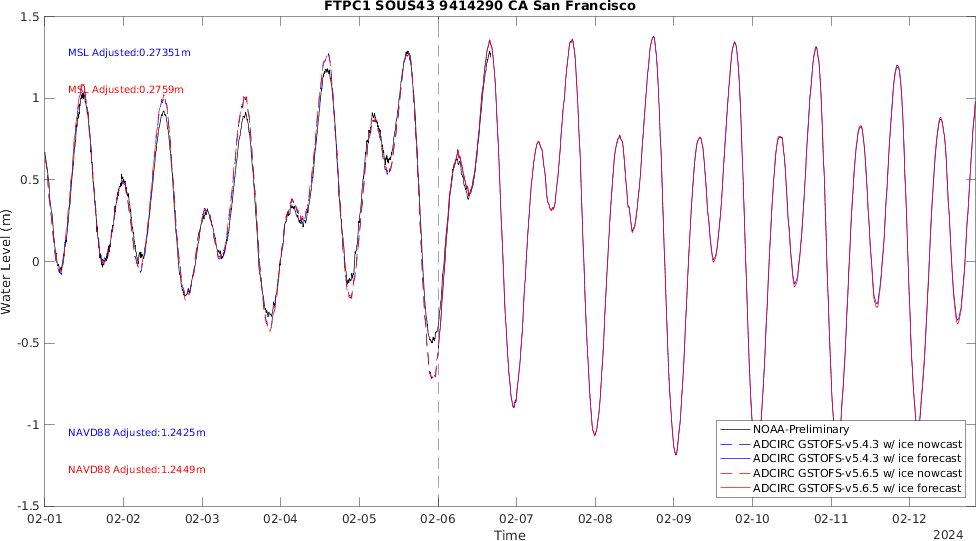 FTPC1 SOUS43 9414290 CA San Francisco
1.5
MSL Adjusted:0.27351m
MSL Adjusted:0.2759m
1
0.5
0
-0.5
-1
-1.5
Water Level (m)
NAVD88 Adjusted:1.2425m
NAVD88 Adjusted:1.2449m
NOAA-Preliminary
ADCIRC GSTOFS-v5.4.3 w/ ice nowcast
ADCIRC GSTOFS-v5.4.3 w/ ice forecast
ADCIRC GSTOFS-v5.6.5 w/ ice nowcast
ADCIRC GSTOFS-v5.6.5 w/ ice forecast
02-01 02-02 02-03 02-04 02-05 02-06 02-07 02-08 02-09 02-10 02-11 02-12
Time
2024